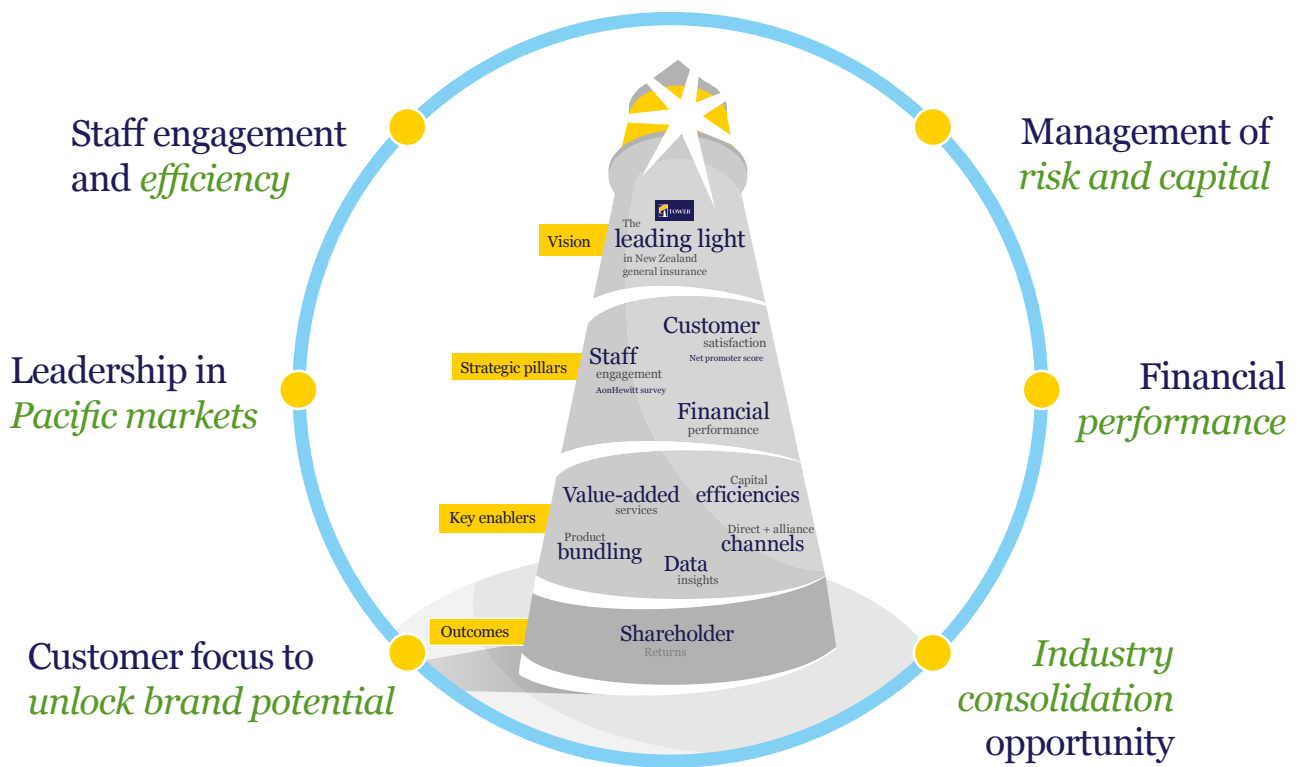 Staff engagement
and efficiency
Management of
risk and capital
Leadership in
Pacific markets
Financial
performance
Customer focus to
unlock brand potential
Industry
consolidation
opportunity
TOWER
Vision
The
leading light
in New Zealand
general insurance
Strategic pillars
Customer
satisfaction
Net promoter score
Staff
engagement
AonHewitt survey
Financial
performance
Key enablers
Value-added
services
Capital
efficiencies
Product
bundling
Direct + alliance
channels
Data
insights
Outcomes
Shareholder
Returns